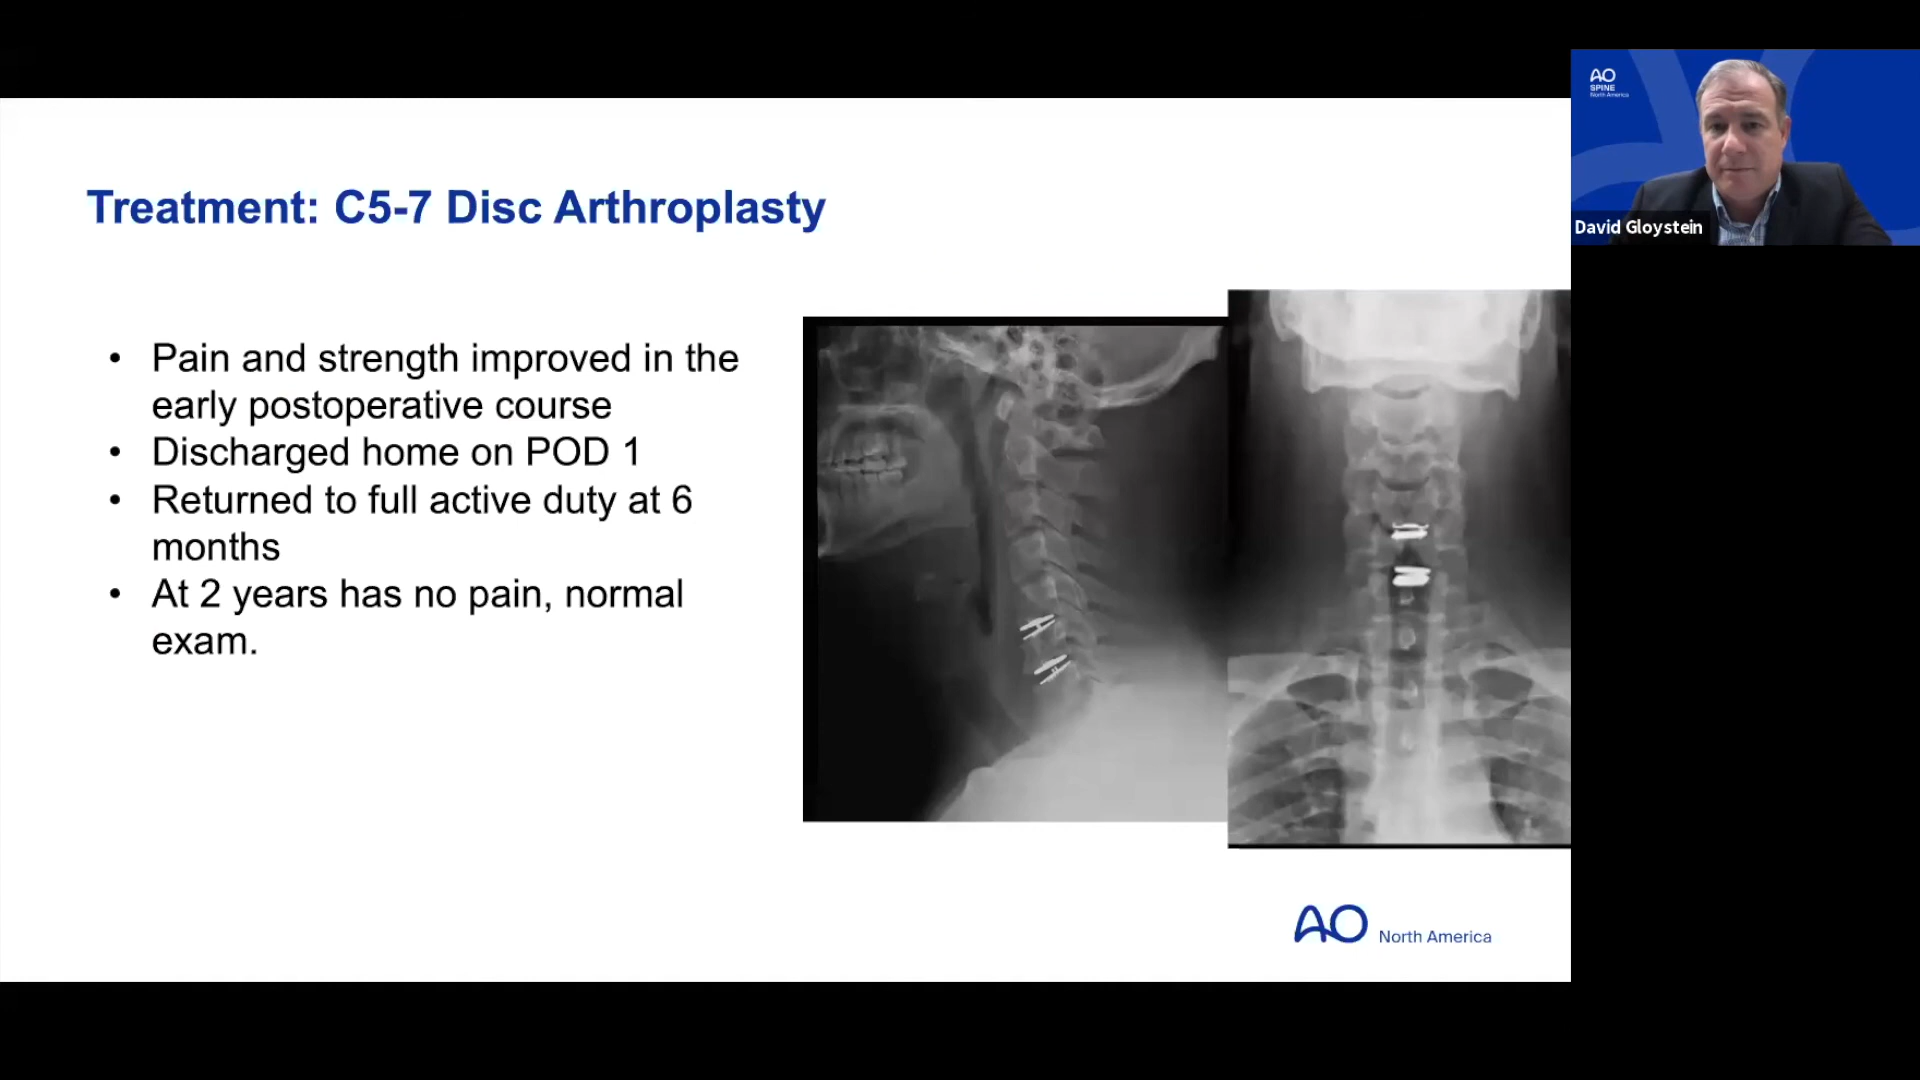 AO
SPINE
North America
David Gloystein
Treatment: C5-7 Disc Arthroplasty
• Pain and strength improved in the
early postoperative course
• Discharged home on POD 1
• Returned to full active duty at 6
months
• At 2 years has no pain, normal
exam.
AO North America